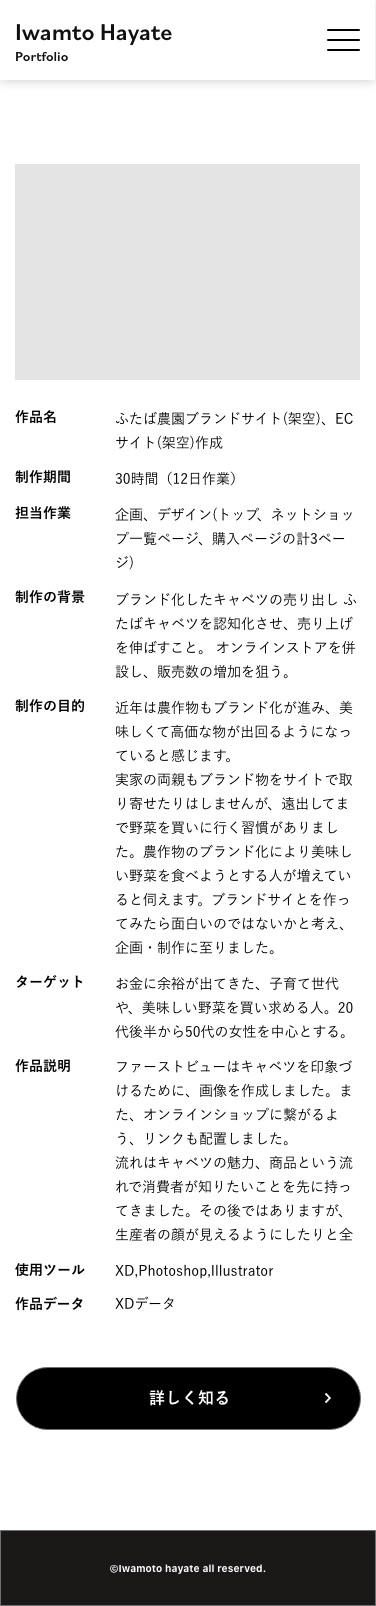 Iwamto Hayate
Portfolio
作品名
ふたば農園ブランドサイト(架空)、EC
サイト(架空)作成
制作期間
30時間（12日作業）
担当作業
企画、デザイン(トップ、ネットショッ
プ一覧ページ、購入ページの計3ペー
ジ)
制作の背景
ブランド化したキャベツの売り出し ふ
たばキャベツを認知化させ、売り上げ
を伸ばすこと。 オンラインストアを併
設し、販売数の増加を狙う。
制作の目的
近年は農作物もブランド化が進み、美
味しくて高価な物が出回るようになっ
ていると感じます。
実家の両親もブランド物をサイトで取
り寄せたりはしませんが、遠出してま
で野菜を買いに行く習慣がありまし
た。農作物のブランド化により美味し
い野菜を食べようとする人が増えてい
ると伺えます。ブランドサイとを作っ
てみたら面白いのではないかと考え、
企画・制作に至りました。
ターゲット
お金に余裕が出てきた、子育て世代
や、美味しい野菜を買い求める人。20
代後半から50代の女性を中心とする。
作品説明
ファーストビューはキャベツを印象づ
けるために、画像を作成しました。ま
た、オンラインショップに繋がるよ
う、リンクも配置しました。
流れはキャベツの魅力、商品という流
れで消費者が知りたいことを先に持っ
てきました。その後ではありますが、
生産者の顔が見えるようにしたりと全
使用ツール
XD,Photoshop,Illustrator
作品データ
XDデータ
詳しく知る
©Iwamoto hayate all reserved.